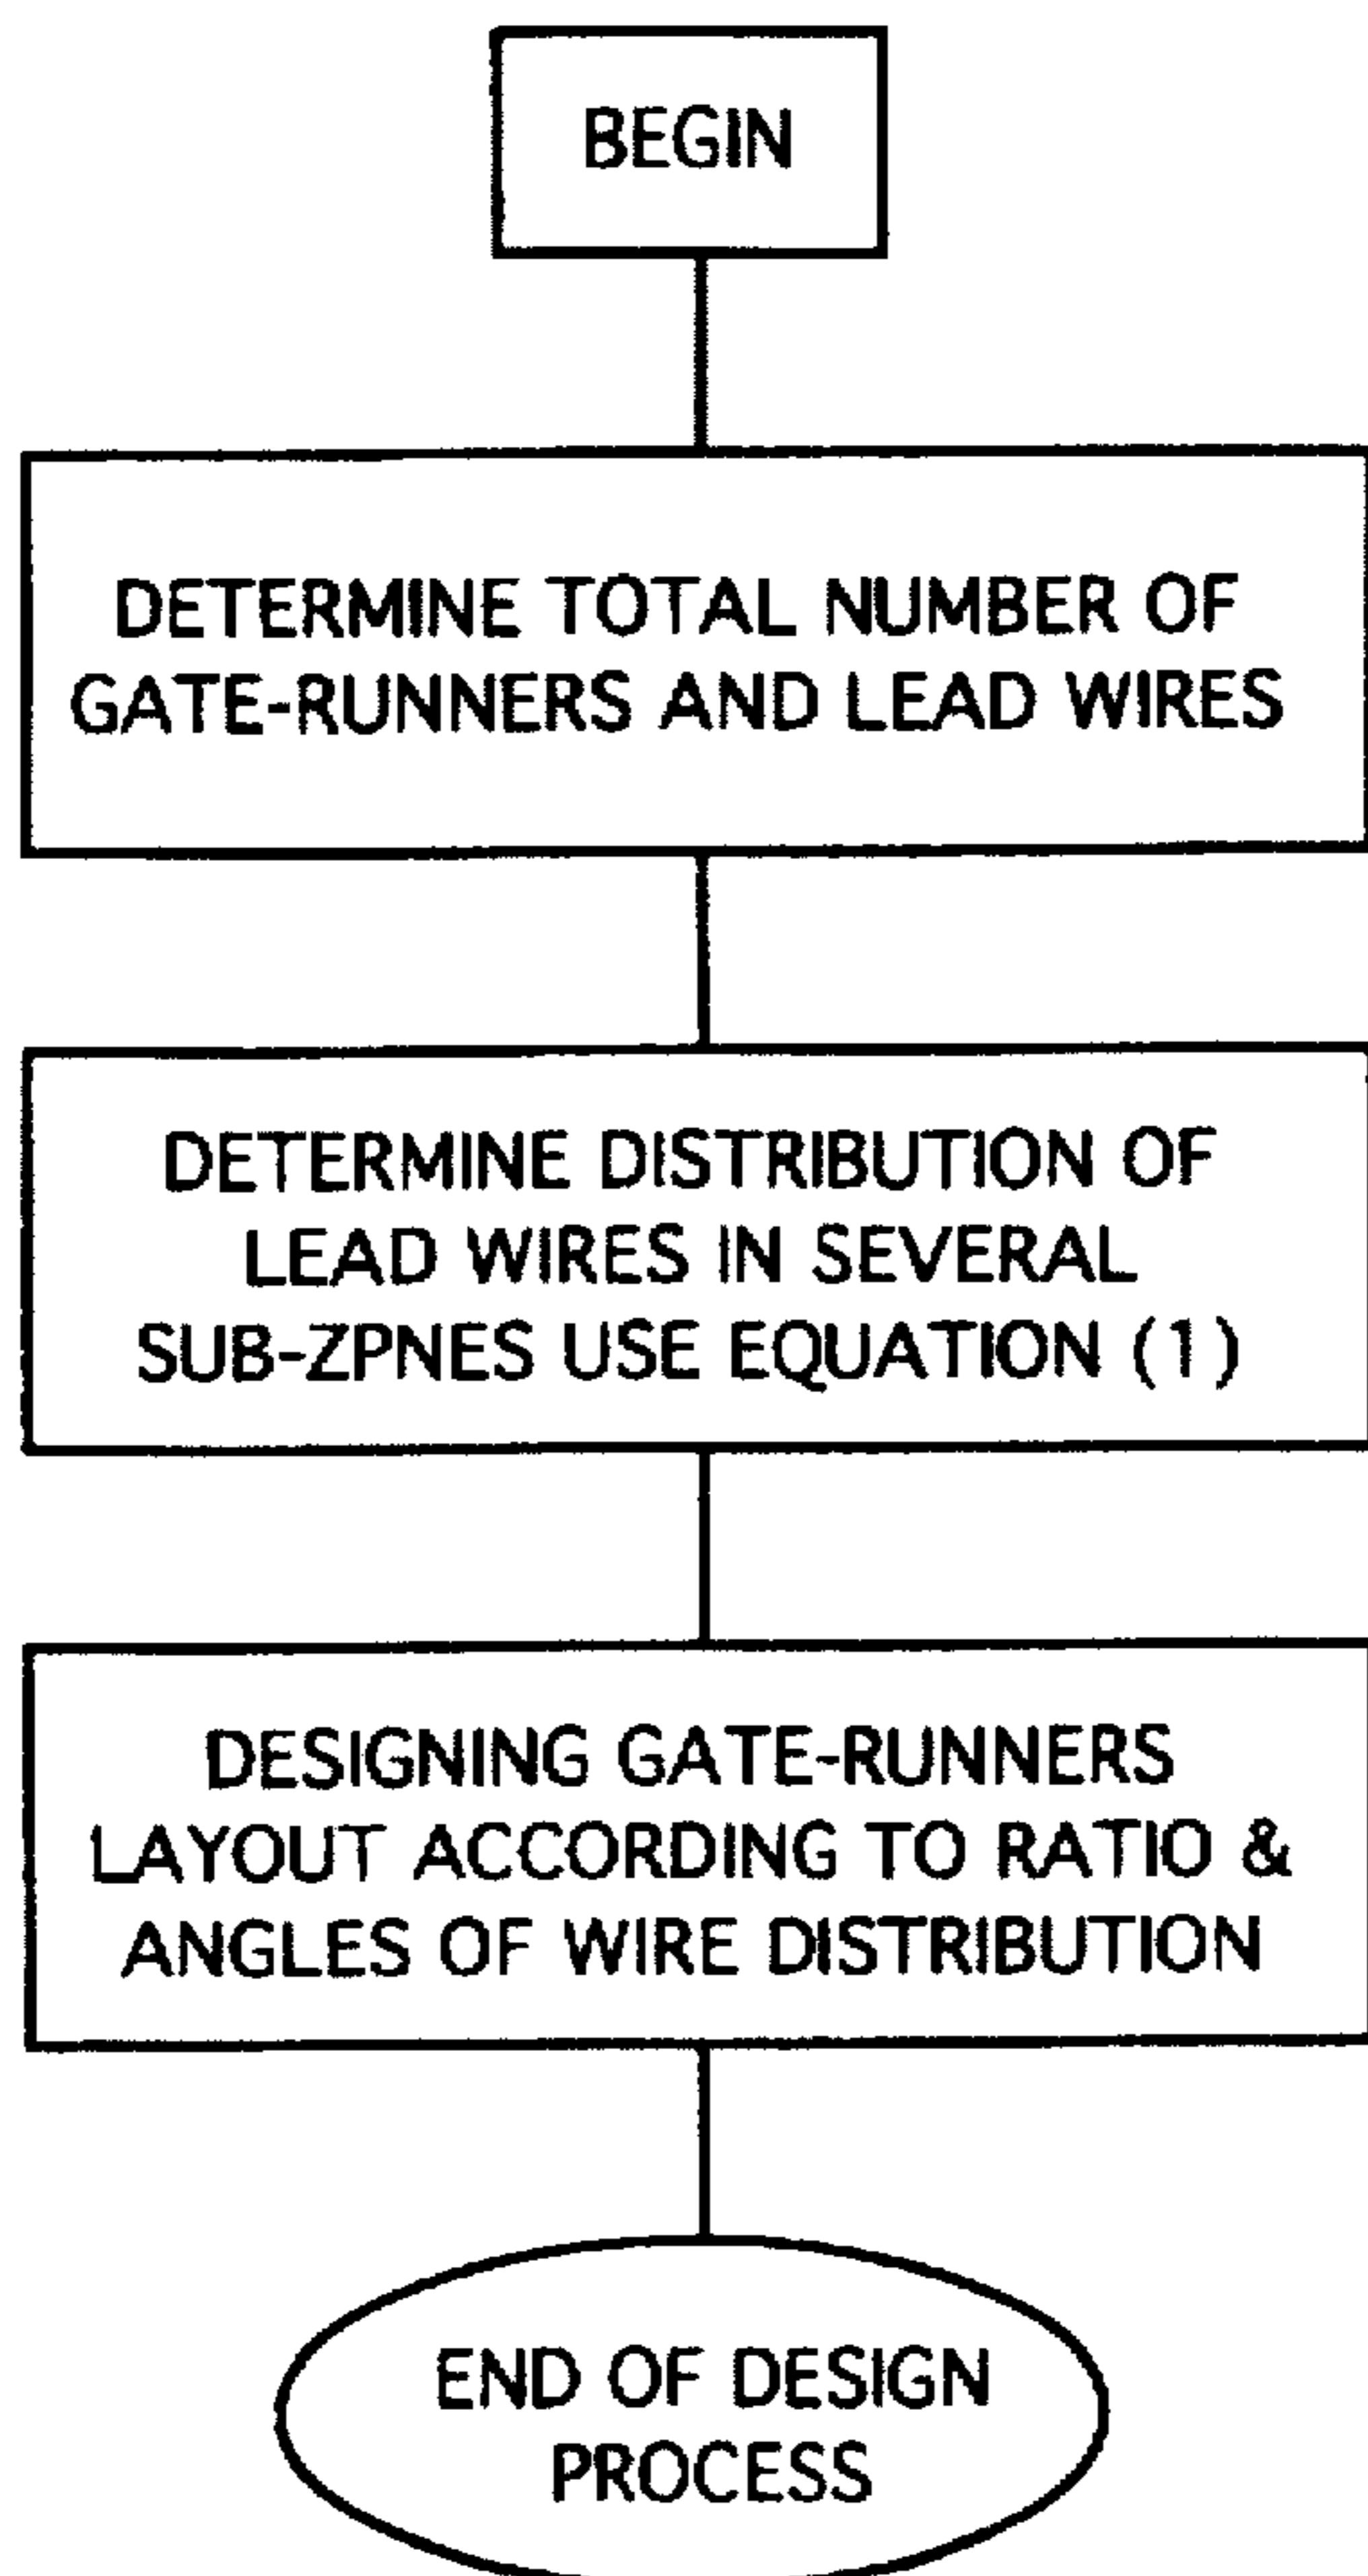 BEGIN
DETERMINE TOTAL NUMBER OF
GATE-RUNNERS AND LEAD WIRES
DETERMINE DISTRIBUTION OF
LEAD WIRES IN SEVERAL
SUB-ZPNES USE EQUATION (1)
DESIGNING GATE-RUNNERS
LAYOUT ACCORDING TO RATIO &
ANGLES OF WIRE DISTRIBUTION
END OF DESIGN
PROCESS